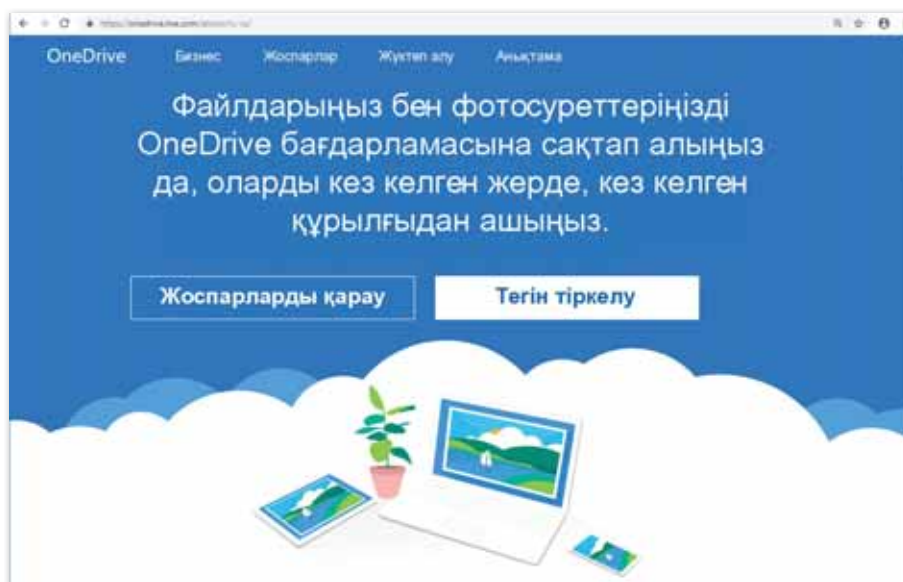 OneDrive Бизнес Жоспарлар Жүктеп алу Анықтама
Файлдарыңыз бен фотосуреттеріңізді
OneDrive бағдарламасына сақтап алыңыз
да, оларды кез келген жерде, кез келген
құрылғыдан ашыңыз.
Жоспарларды қарау Тегін тіркелу